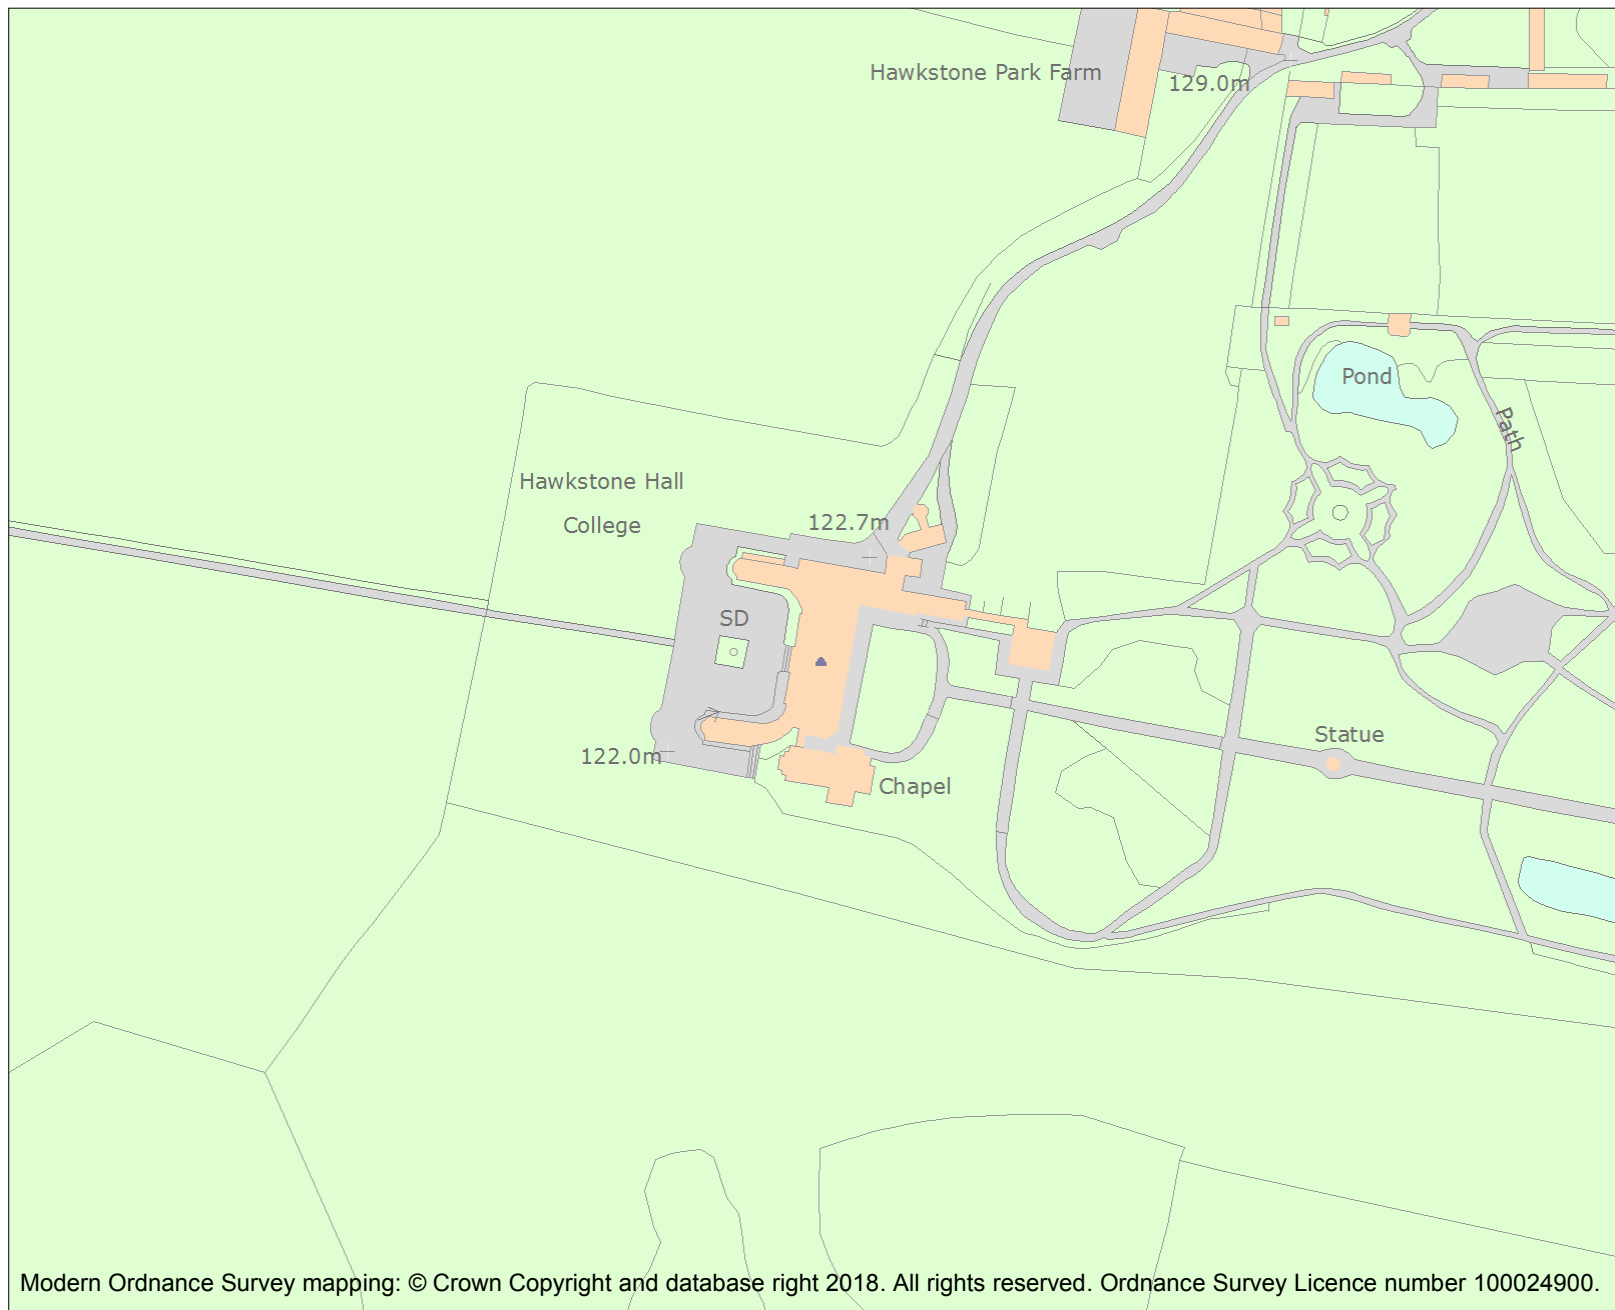 Hawkstone Park Farm
129.0m
Pond
Path
Hawkstone Hall
College
122.7m
SD
Statue
122.0m
Chapel
Modern Ordnance Survey mapping: © Crown Copyright and database right 2018. All rights reserved. Ordnance Survey Licence number 100024900.